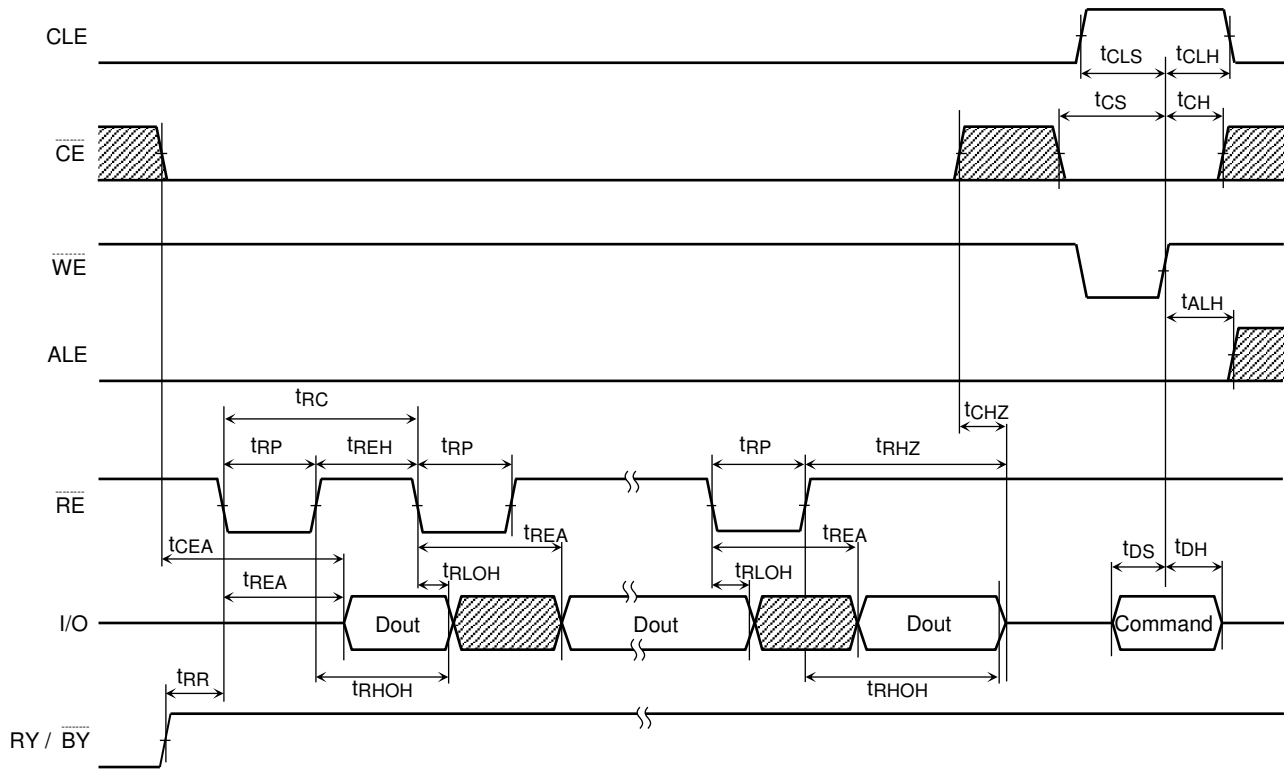 CLE
tCLS tCLH
tCS tCH
CE
WE
tALH
ALE
tRC tCHZ
tRP tREH tRP tRP tRHZ
RE
tCEA tREA tREA tDS tDH
tREA tRLOH tRLOH
I/O Dout Dout Dout Command
tRR tRHOH tRHOH
RY / BY